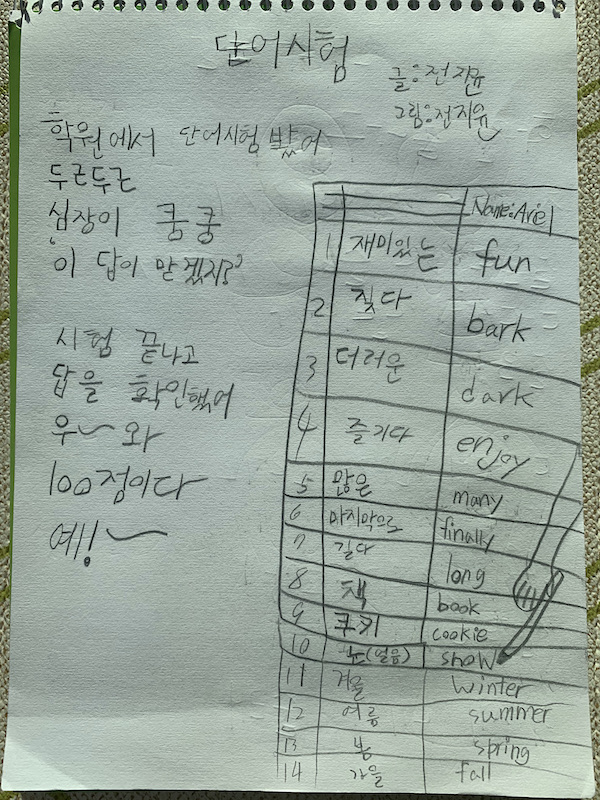 단어시험
글:전지윤
그림:전지윤
학원에서 단어시험 봤어
두근두근
심장이 쿵쿵
'이 답이 맞겠지?'
시험 끝나고
답을 확인했어
우~와
100점이다
예!~
Name:Ariel
1 재미있는 fun
2 짖다 bark
3 더러운 dark
4 즐기다 enjoy
5 많은 many
6 마지막으로 finally
7 길다 long
8 책 book
9 쿠키 cookie
10 눈(얼음) snow
11 겨울 winter
12 여름 summer
13 봄 spring
14 가을 fall